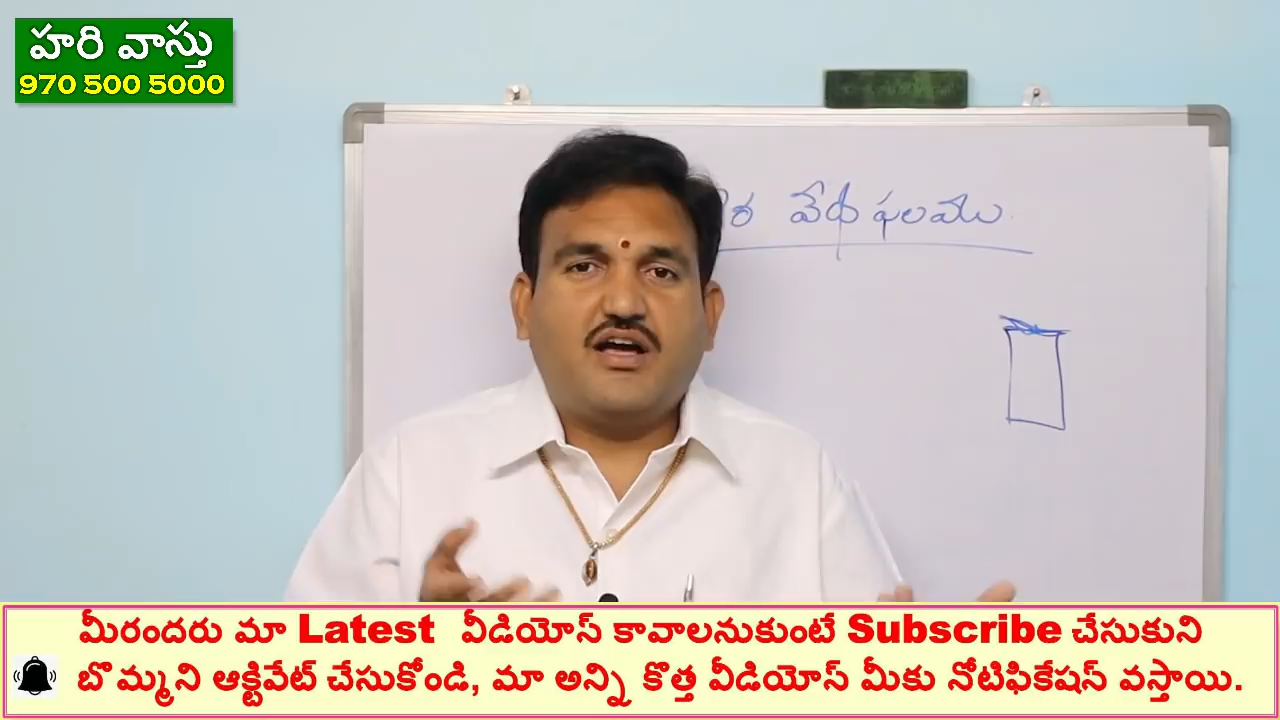 హరి వాస్తు
970 500 5000
వేధ ఫలము
మీరందరు మా Latest వీడియోస్ కావాలనుకుంటే Subscribe చేసుకుని
బొమ్మని ఆక్టివేట్ చేసుకోండి, మా అన్ని కొత్త వీడియోస్ మీకు నోటిఫికేషన్ వస్తాయి.